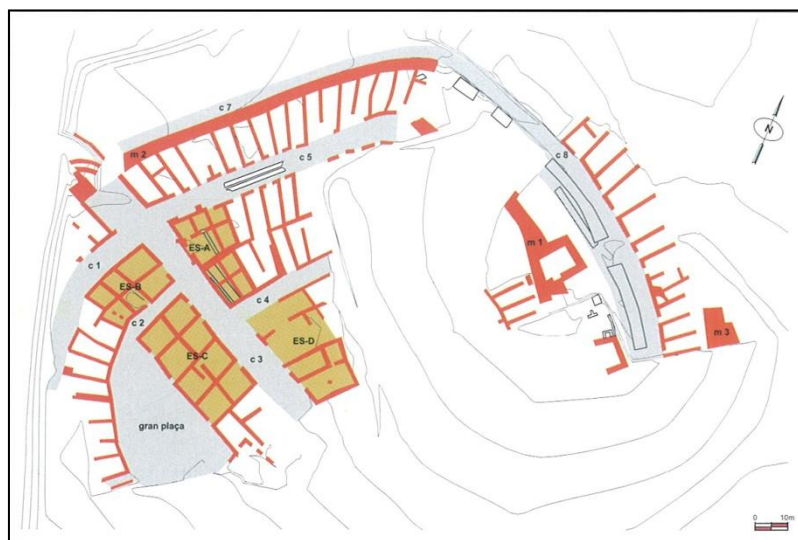 c 7
N
m 2
c 5
c 8
ES-A
m 1
c 1
ES-B
c 4
c 2
m 3
ES-C
c 3
ES-D
gran plaça
0 10m